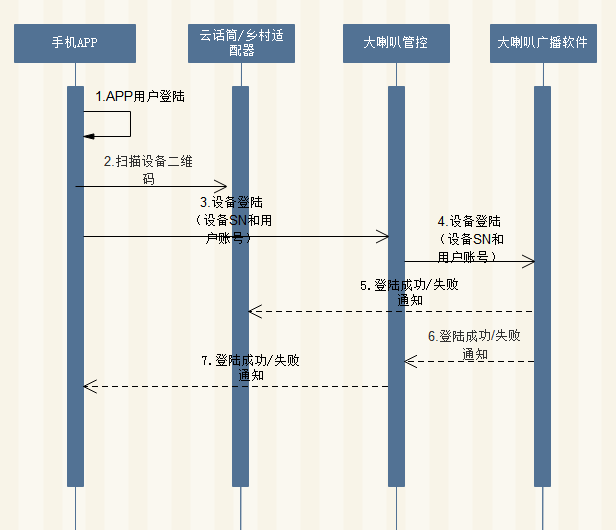 手机APP
云话筒/乡村适
配器
大喇叭管控
大喇叭广播软件
1.APP用户登陆
2.扫描设备二维
码
3.设备登陆
（设备SN和用
户账号）
4.设备登陆
（设备SN和
用户账号）
5.登陆成功/失败
通知
6.登陆成功/失败
通知
7.登陆成功/失败
通知